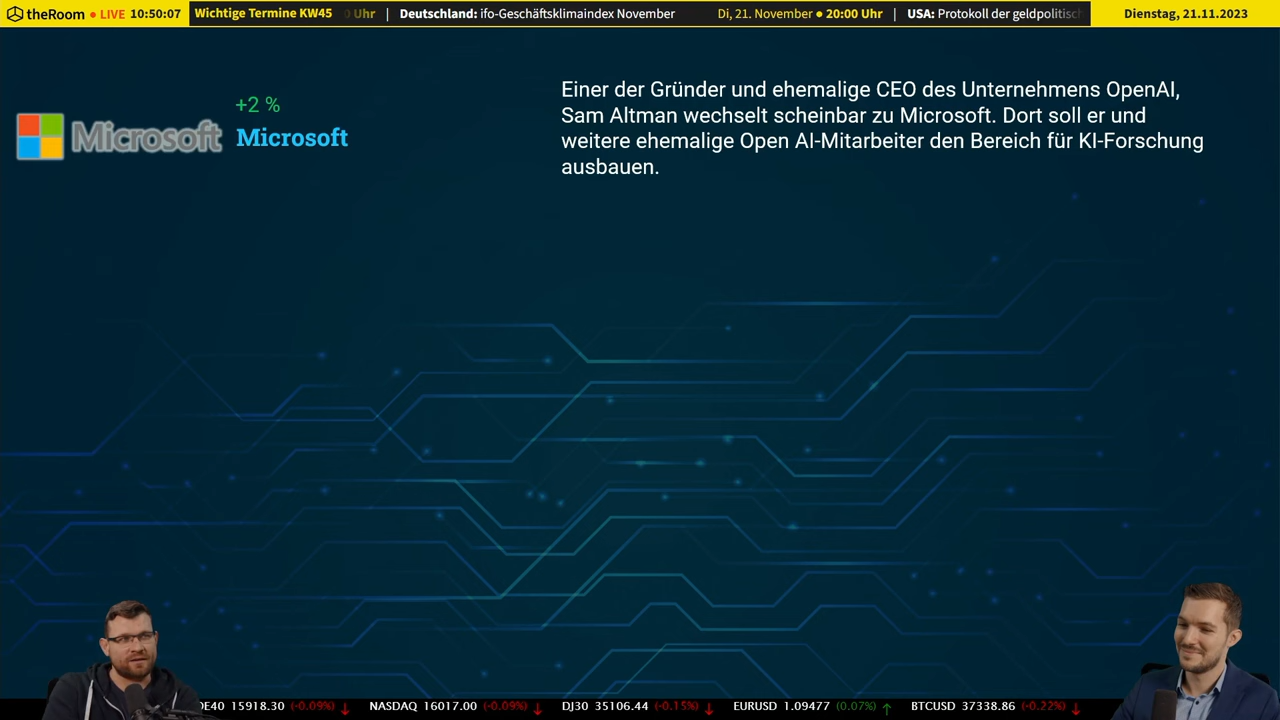 theRoom ● LIVE 10:50:07 Wichtige Termine KW45 Uhr | Deutschland: ifo-Geschäftsklimaindex November Di, 21. November ● 20:00 Uhr | USA: Protokoll der Dienstag, 21.11.2023
+2 %
Microsoft Microsoft
Einer der Gründer und ehemalige CEO des Unternehmens OpenAI,
Sam Altman wechselt scheinbar zu Microsoft. Dort soll er und
weitere ehemalige Open AI-Mitarbeiter den Bereich für KI-Forschung
ausbauen.
15918.30 (-0.09%) ↓ NASDAQ 16017.00 (-0.09%) ↓ DJ30 35106.44 (-0.15%) ↓ EURUSD 1.09477 (0.07%) ↑ BTCUSD 37338.86 (-0.22%) ↓